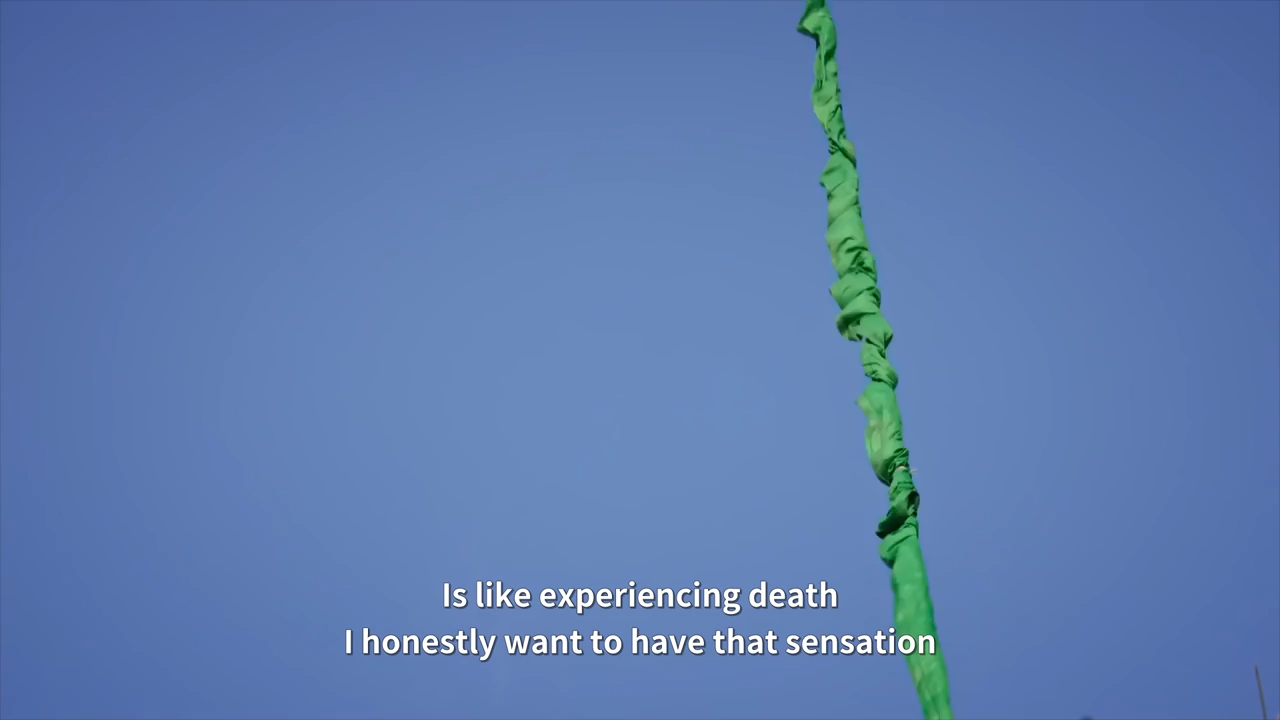 Is like experiencing death
I honestly want to have that sensation